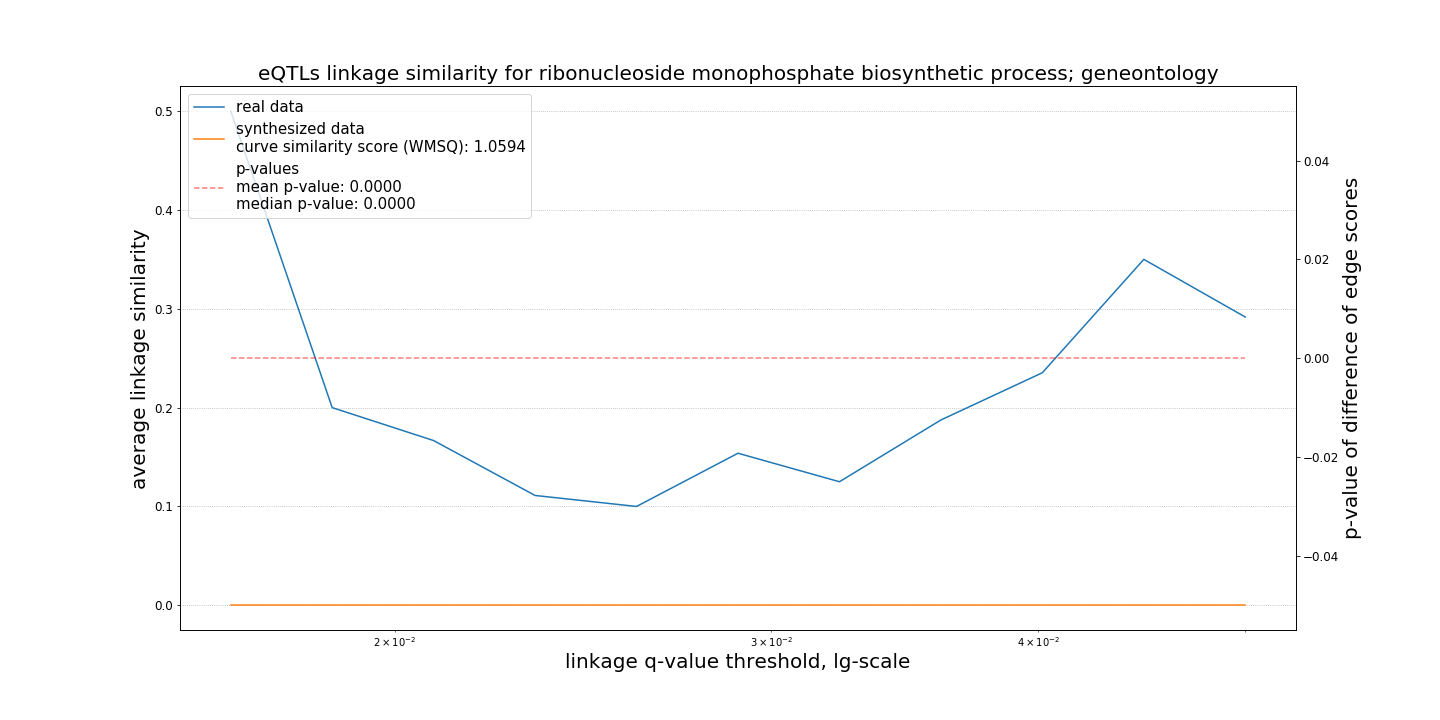 eQTLs linkage similarity for ribonucleoside monophosphate biosynthetic process; geneontology
real data
synthesized data
curve similarity score (WMSQ): 1.0594
p-values
mean p-value: 0.0000
median p-value: 0.0000
average linkage similarity
0.5
0.4
0.3
0.2
0.1
0.0
0.04
0.02
0.00
−0.02
−0.04
p-value of difference of edge scores
2 × 10⁻² 3 × 10⁻² 4 × 10⁻²
linkage q-value threshold, lg-scale